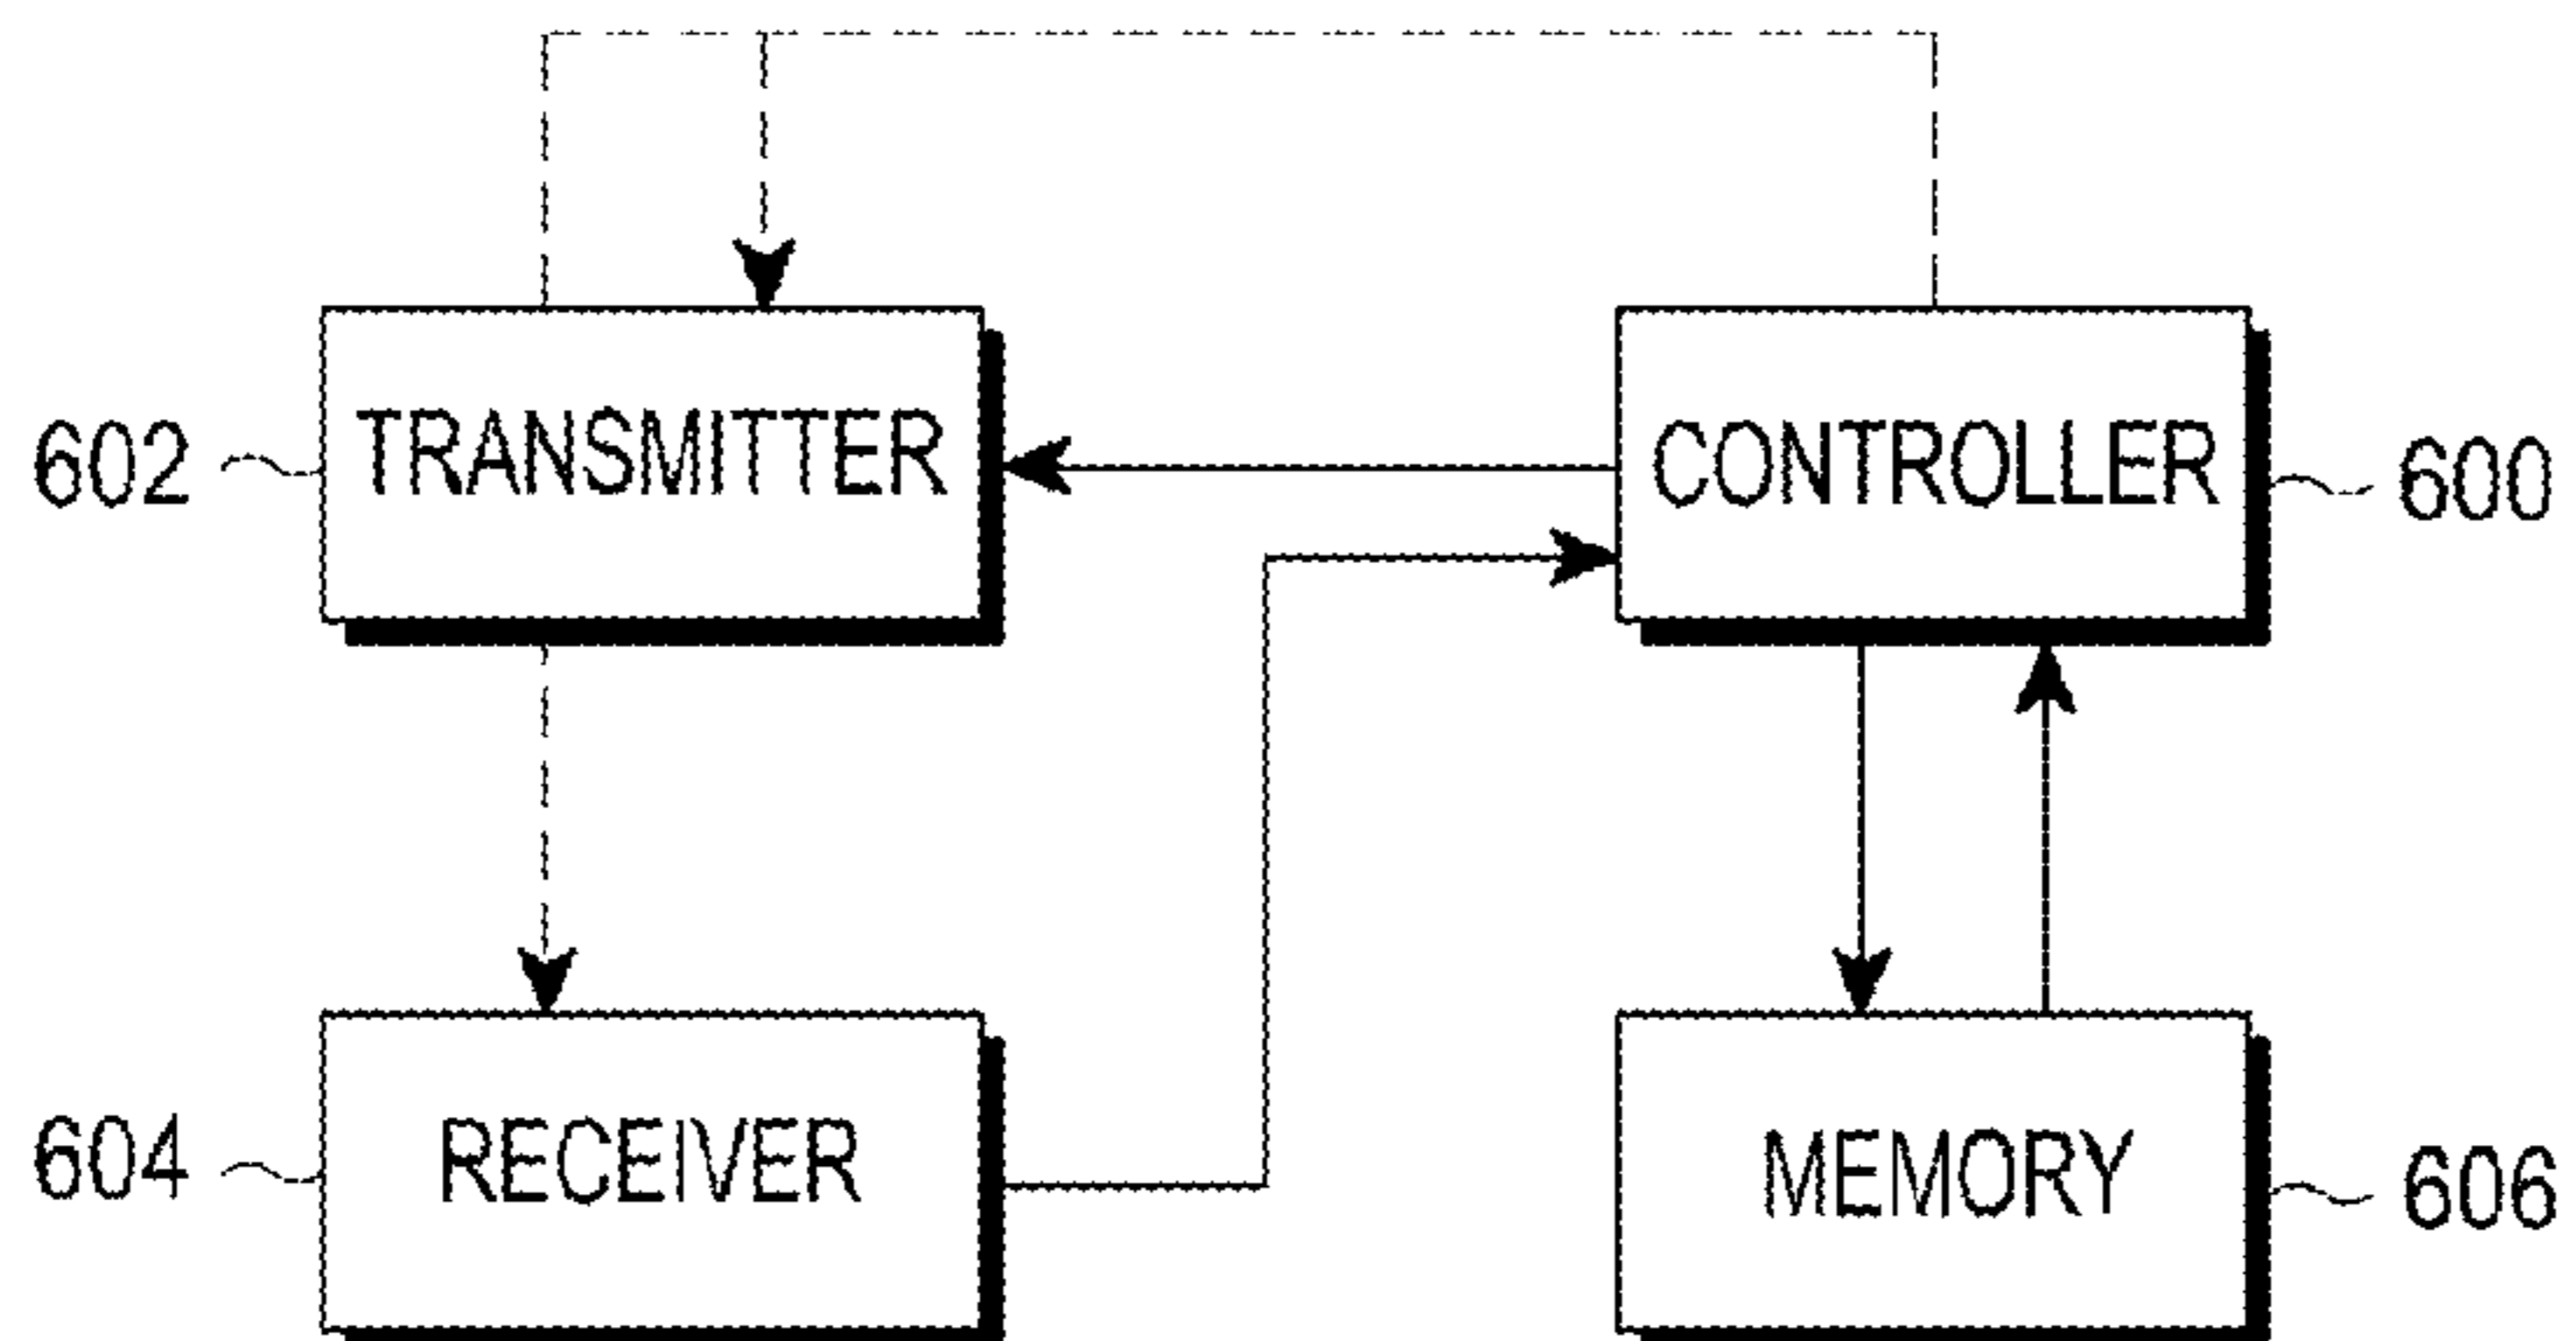 602
TRANSMITTER
CONTROLLER
600
604
RECEIVER
MEMORY
606